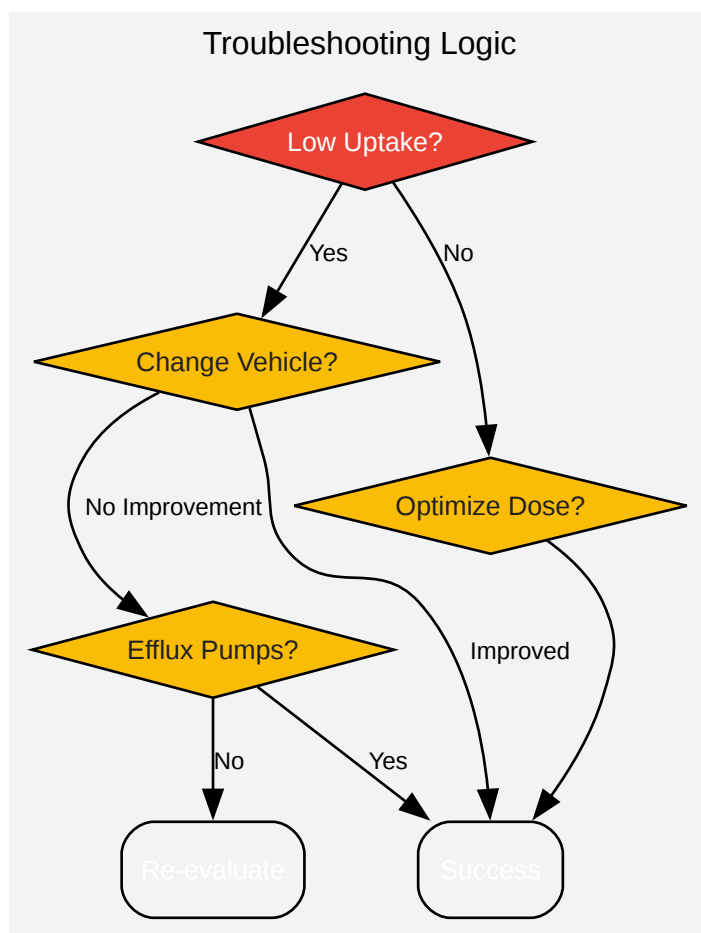 Troubleshooting Logic
Low Uptake?
Yes
No
Change Vehicle?
No Improvement
Optimize Dose?
Efflux Pumps?
Improved
No
Yes
Re-evaluate
Success